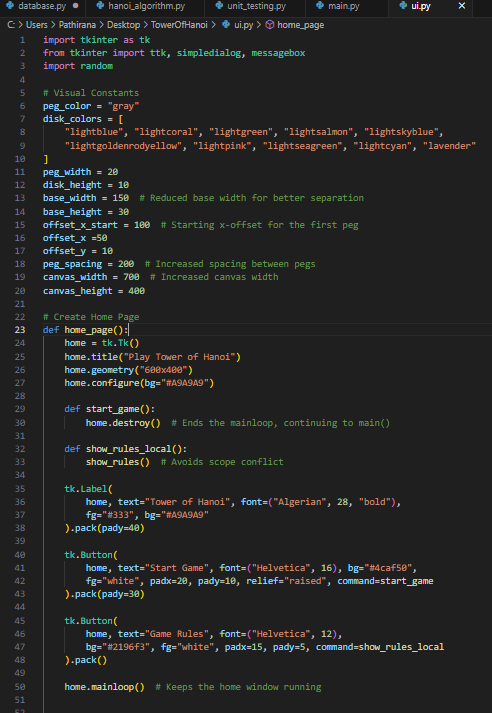 database.py ● hanoi_algorithm.py unit_testing.py main.py ui.py ×
C: > Users > Pathirana > Desktop > TowerOfHanoi > ui.py > home_page
1 import tkinter as tk
2 from tkinter import ttk, simpledialog, messagebox
3 import random
4
5 # Visual Constants
6 peg_color = "gray"
7 disk_colors = [
8     "lightblue", "lightcoral", "lightgreen", "lightsalmon", "lightskyblue",
9     "lightgoldenrodyellow", "lightpink", "lightseagreen", "lightcyan", "lavender"
10 ]
11 peg_width = 20
12 disk_height = 10
13 base_width = 150  # Reduced base width for better separation
14 base_height = 30
15 offset_x_start = 100  # Starting x-offset for the first peg
16 offset_x =50
17 offset_y = 10
18 peg_spacing = 200  # Increased spacing between pegs
19 canvas_width = 700  # Increased canvas width
20 canvas_height = 400
21
22 # Create Home Page
23 def home_page():
24     home = tk.Tk()
25     home.title("Play Tower of Hanoi")
26     home.geometry("600x400")
27     home.configure(bg="#A9A9A9")
28
29     def start_game():
30         home.destroy()  # Ends the mainloop, continuing to main()
31
32     def show_rules_local():
33         show_rules()  # Avoids scope conflict
34
35     tk.Label(
36         home, text="Tower of Hanoi", font=("Algerian", 28, "bold"),
37         fg="#333", bg="#A9A9A9"
38     ).pack(pady=40)
39
40     tk.Button(
41         home, text="Start Game", font=("Helvetica", 16), bg="#4caf50",
42         fg="white", padx=20, pady=10, relief="raised", command=start_game
43     ).pack(pady=30)
44
45     tk.Button(
46         home, text="Game Rules", font=("Helvetica", 12),
47         bg="#2196f3", fg="white", padx=15, pady=5, command=show_rules_local
48     ).pack()
49
50     home.mainloop()  # Keeps the home window running
51
52